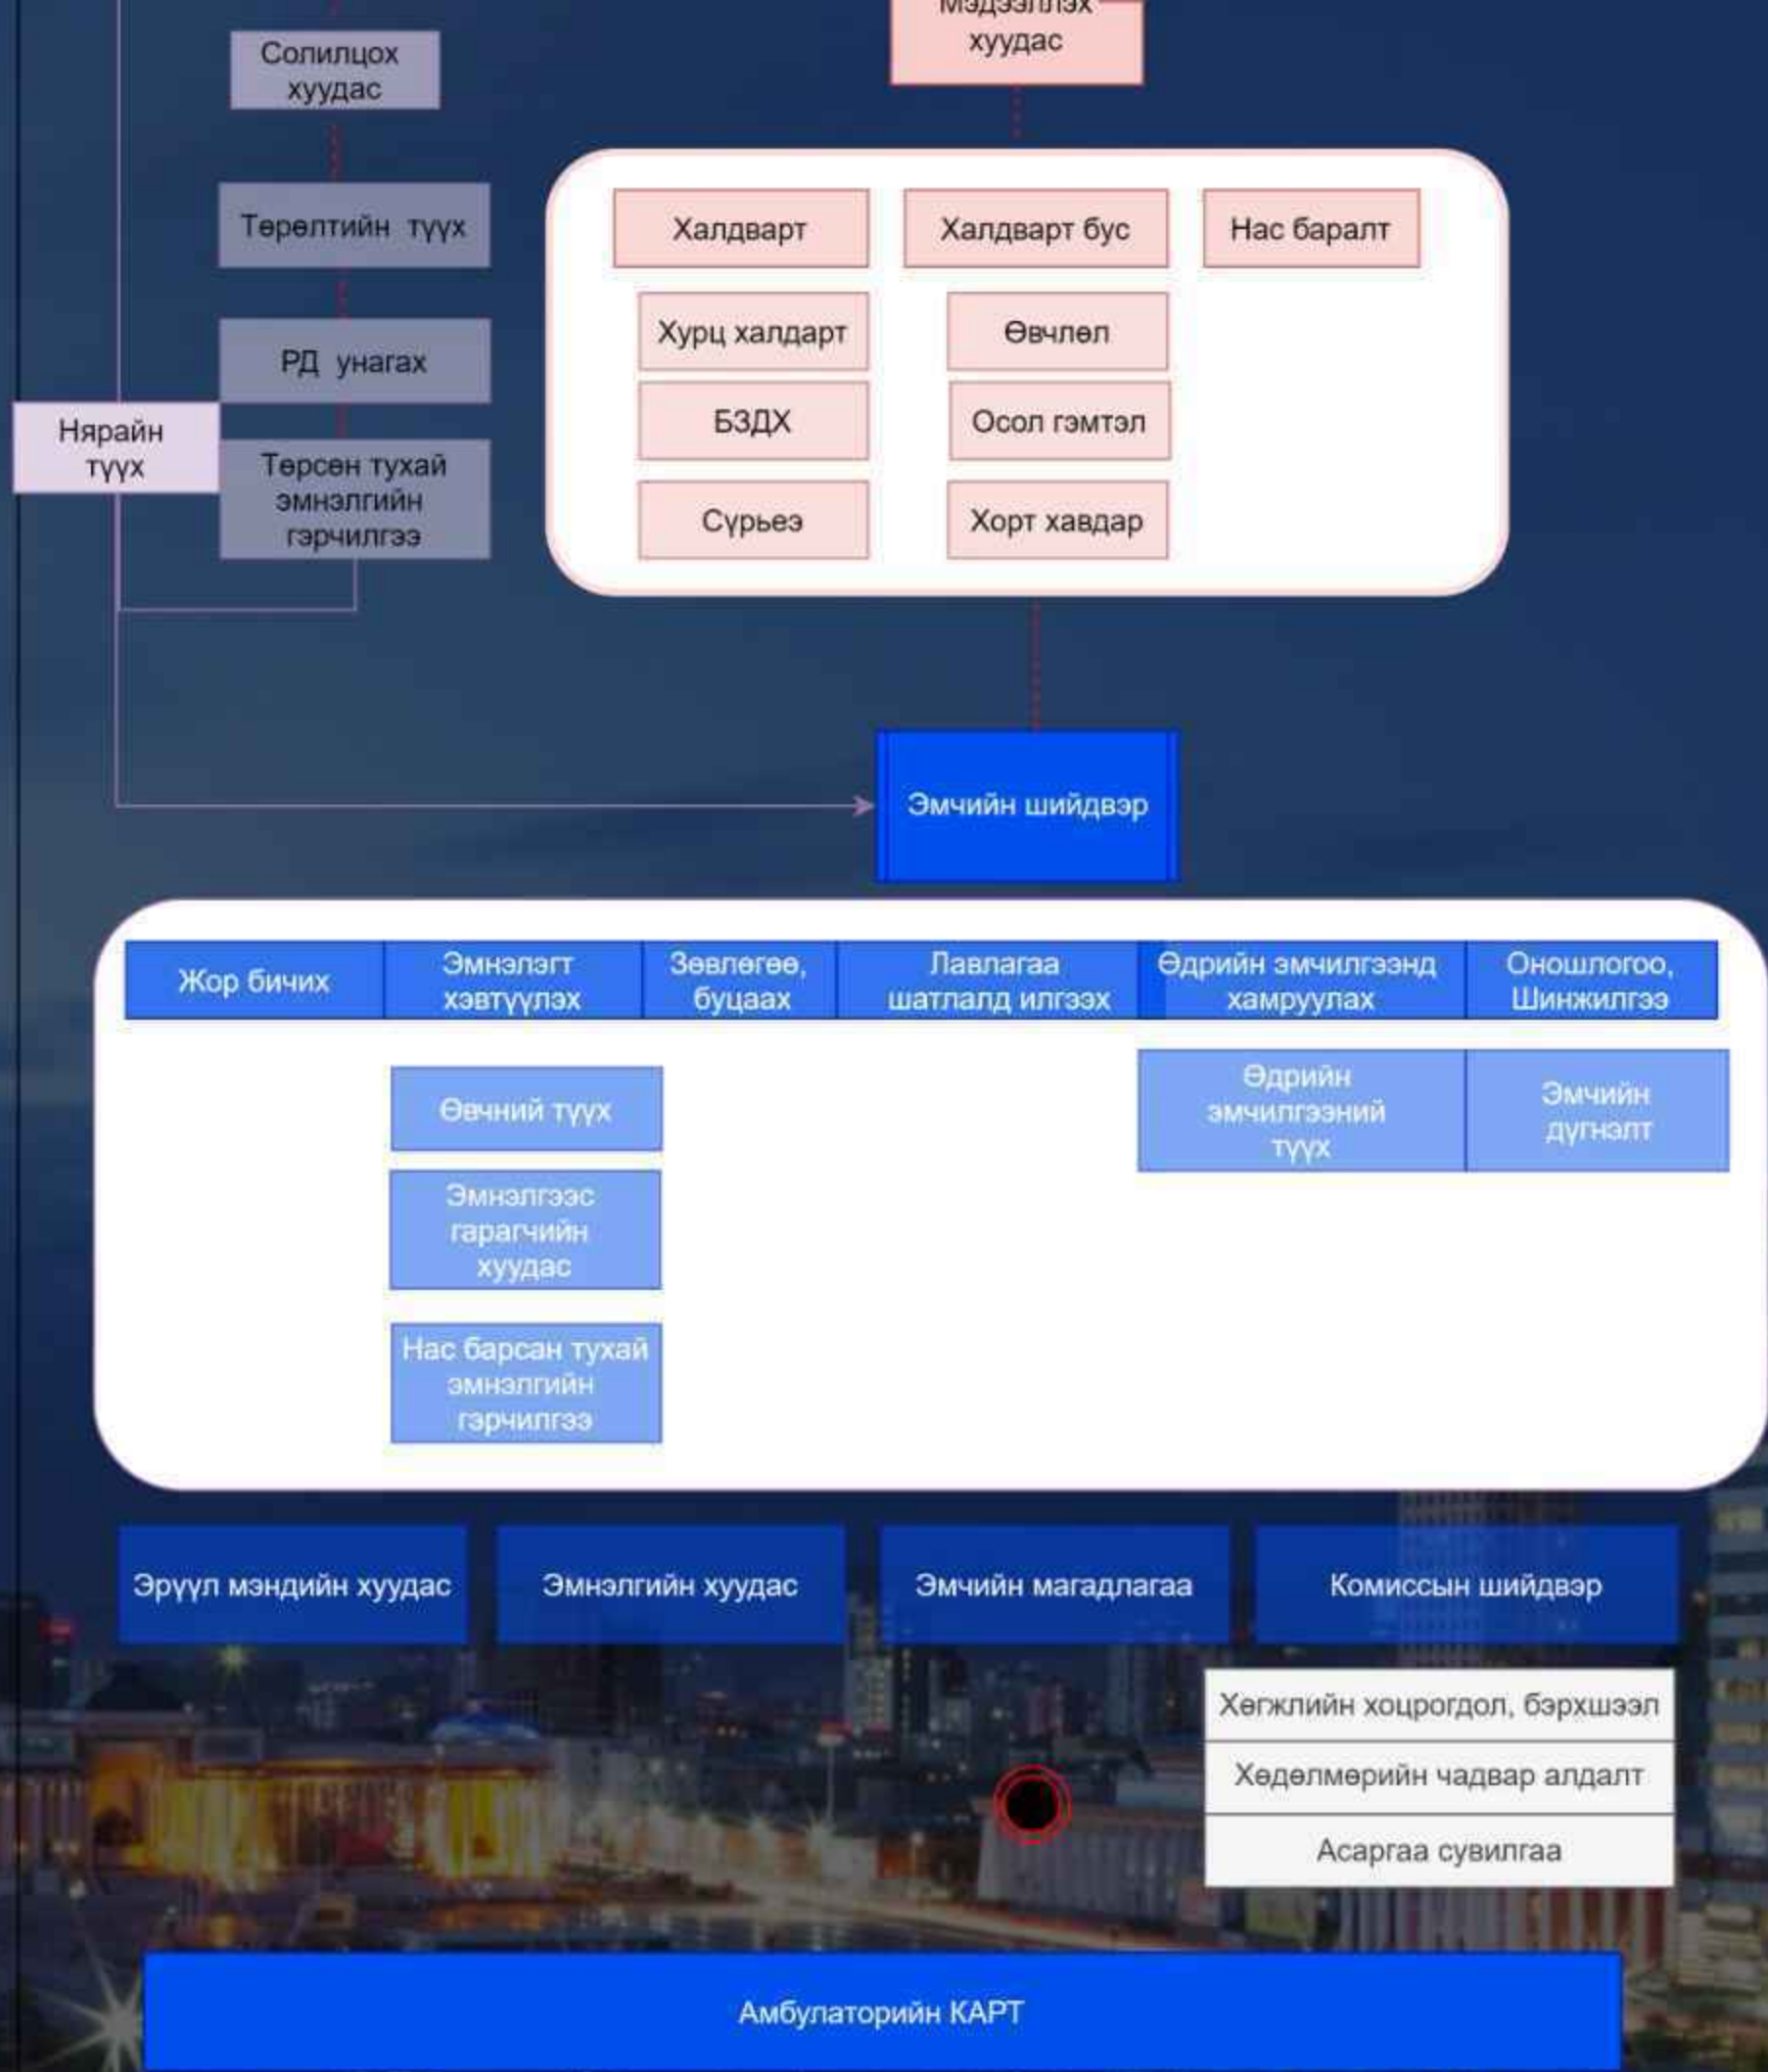 Мэдээллэх
хуудас
Солилцох
хуудас
Төрөлтийн түүх
РД унагах
Нярайн
түүх
Төрсөн тухай
эмнэлгийн
гэрчилгээ
Халдварт
Халдварт бус
Нас баралт
Хурц халдарт
Өвчлөл
БЗДХ
Осол гэмтэл
Сүрьеэ
Хорт хавдар
Эмчийн шийдвэр
Жор бичих
Эмнэлэгт
хэвтүүлэх
Зөвлөгөө,
буцаах
Лавлагаа
шатлалд илгээх
Өдрийн эмчилгээнд
хамруулах
Оношлогоо,
Шинжилгээ
Өвчний түүх
Эмнэлгээс
гарагчийн
хуудас
Нас барсан тухай
эмнэлгийн
гэрчилгээ
Өдрийн
эмчилгээний
түүх
Эмчийн
дүгнэлт
Эрүүл мэндийн хуудас
Эмнэлгийн хуудас
Эмчийн магадлагаа
Комиссын шийдвэр
Хөгжлийн хоцрогдол, бэрхшээл
Хөдөлмөрийн чадвар алдалт
Асаргаа сувилгаа
Амбулаторийн КАРТ